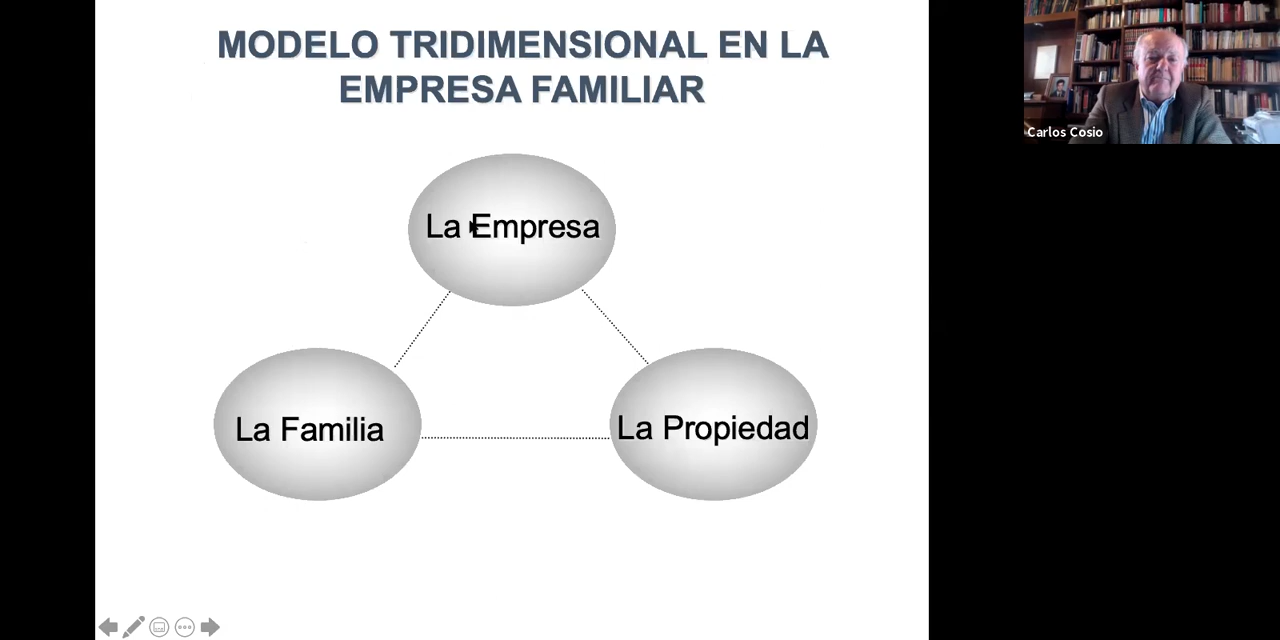 MODELO TRIDIMENSIONAL EN LA
EMPRESA FAMILIAR
Carlos Cosio
La Empresa
La Familia
La Propiedad